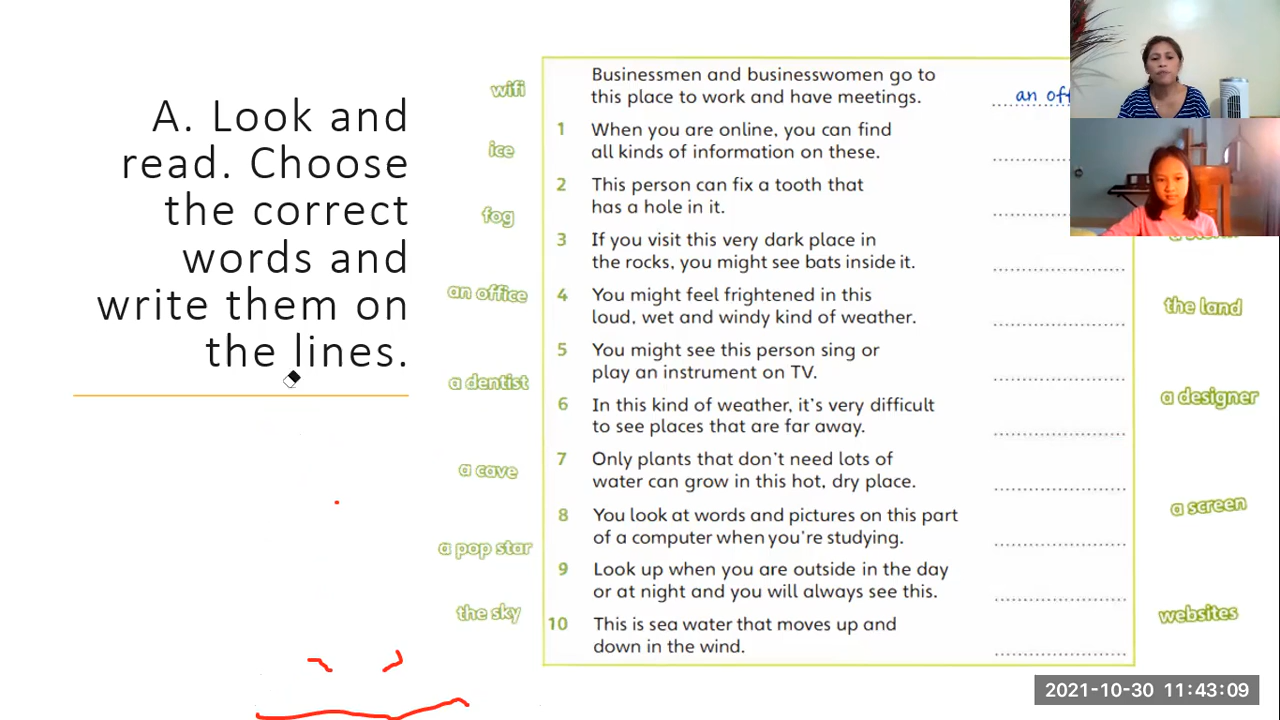 A. Look and
read. Choose
the correct
words and
write them on
the lines.
wifi
ice
fog
an office
a dentist
a cave
a pop star
the sky
Businessmen and businesswomen go to
this place to work and have meetings.
an off
1 When you are online, you can find
all kinds of information on these.
2 This person can fix a tooth that
has a hole in it.
3 If you visit this very dark place in
the rocks, you might see bats inside it.
4 You might feel frightened in this
loud, wet and windy kind of weather.
5 You might see this person sing or
play an instrument on TV.
6 In this kind of weather, it's very difficult
to see places that are far away.
7 Only plants that don't need lots of
water can grow in this hot, dry place.
8 You look at words and pictures on this part
of a computer when you're studying.
9 Look up when you are outside in the day
or at night and you will always see this.
10 This is sea water that moves up and
down in the wind.
the land
a designer
a screen
websites
2021-10-30 11:43:09